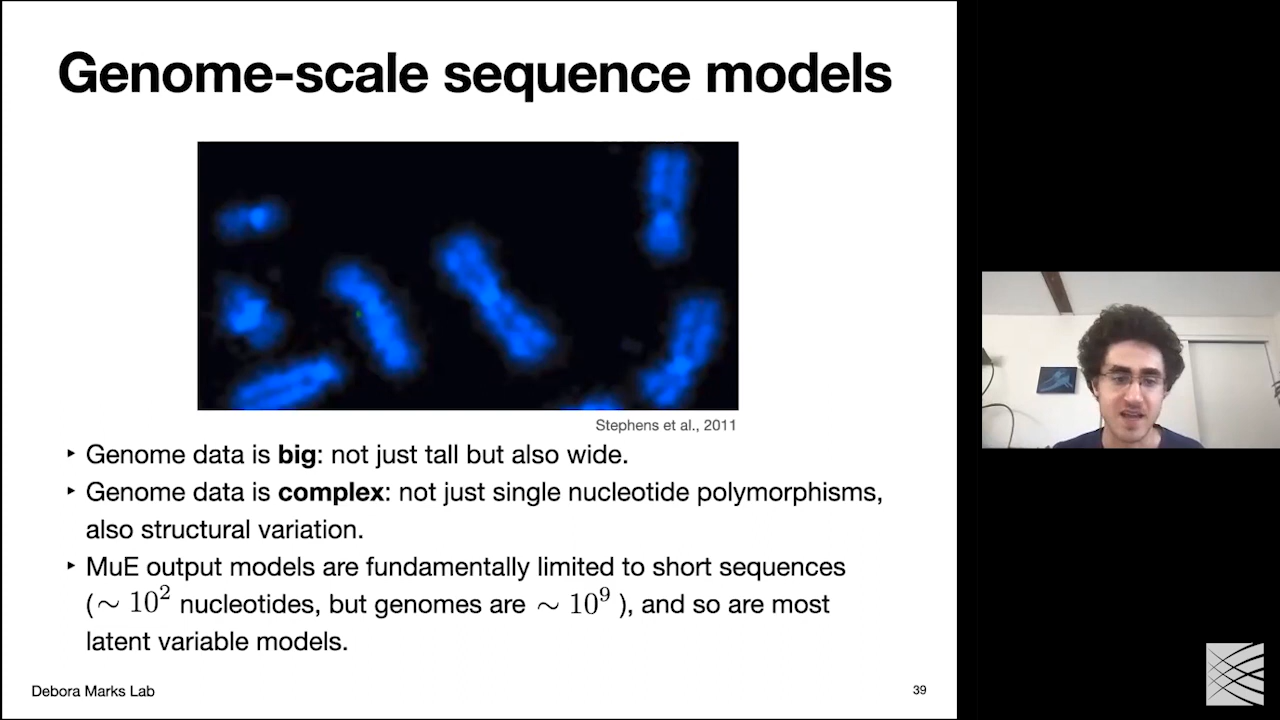 Genome-scale sequence models
Stephens et al., 2011
‣ Genome data is big: not just tall but also wide.
‣ Genome data is complex: not just single nucleotide polymorphisms,
also structural variation.
‣ MuE output models are fundamentally limited to short sequences
(∼ 10² nucleotides, but genomes are ∼ 10⁹ ), and so are most
latent variable models.
Debora Marks Lab
39